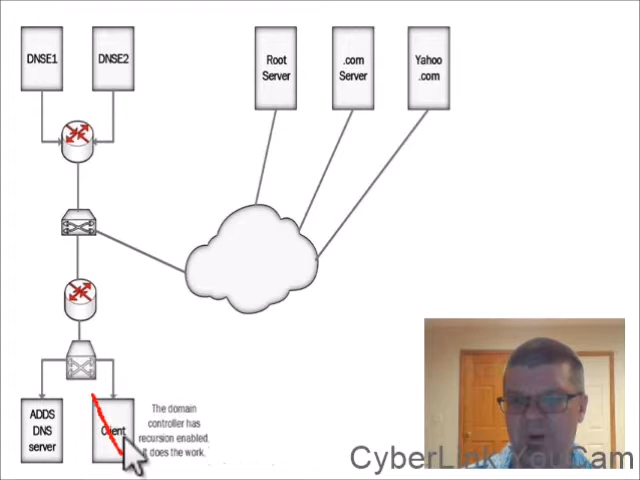 DNSE1
DNSE2
Root
Server
.com
Server
Yahoo
.com
ADDS
DNS
server
Client
The domain
controller has
recursion enabled.
It does the work.
CyberLink YouCam